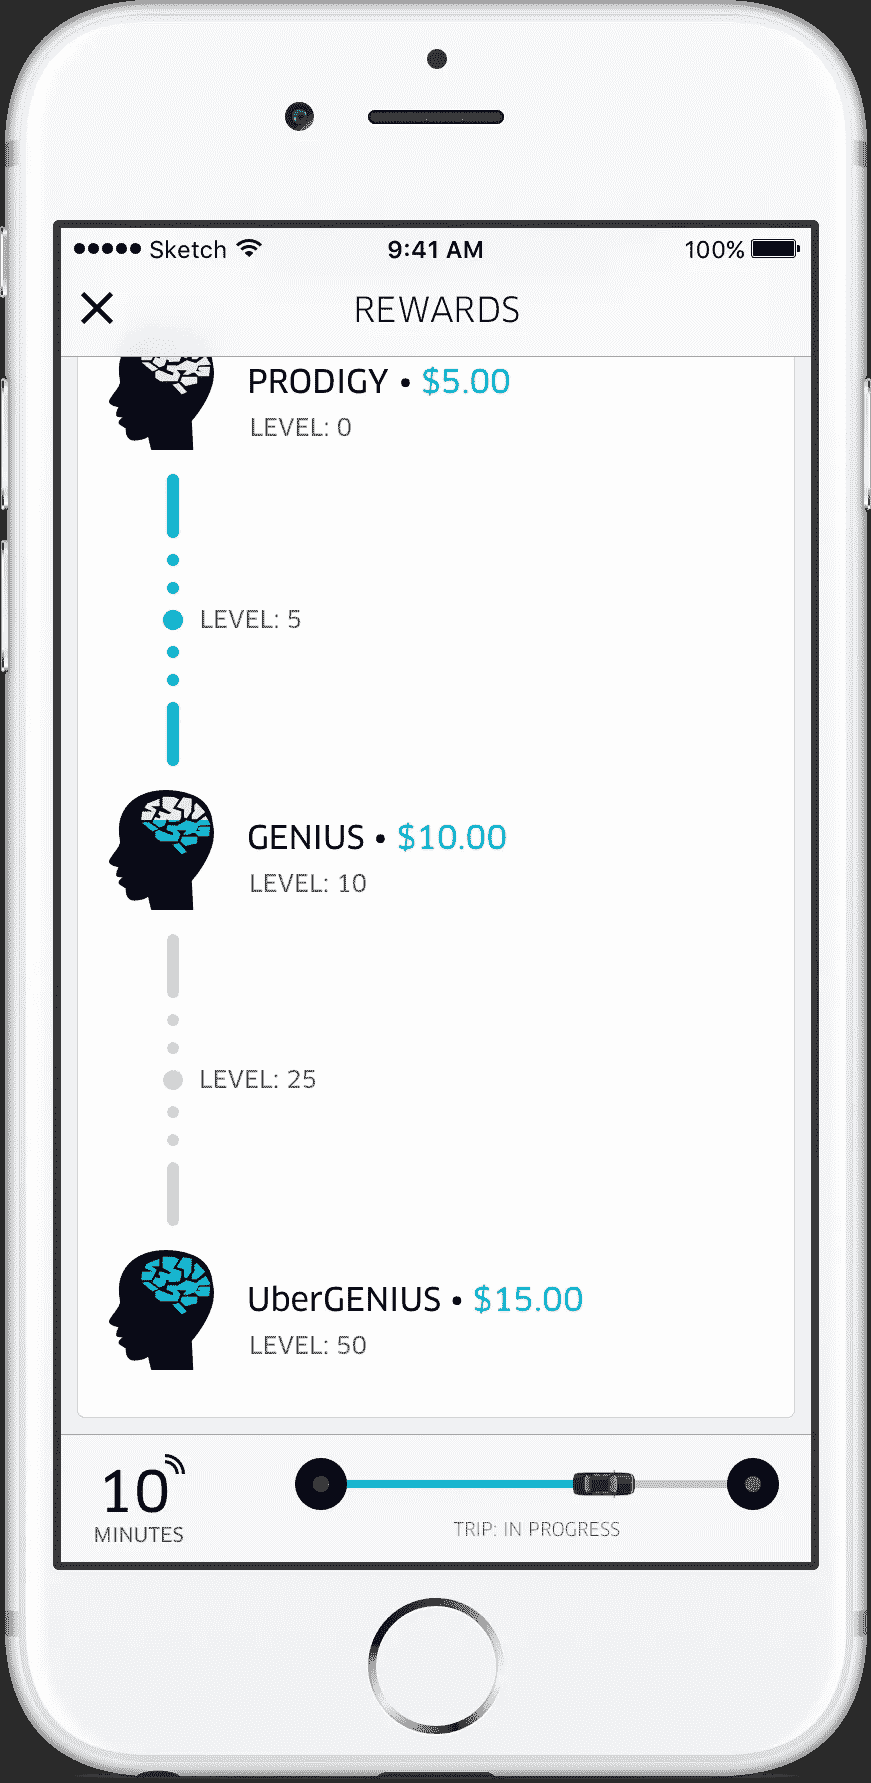 Sketch 9:41 AM 100%
REWARDS
PRODIGY • $5.00
LEVEL: 0
LEVEL: 5
GENIUS • $10.00
LEVEL: 10
LEVEL: 25
UberGENIUS • $15.00
LEVEL: 50
10
MINUTES
TRIP: IN PROGRESS